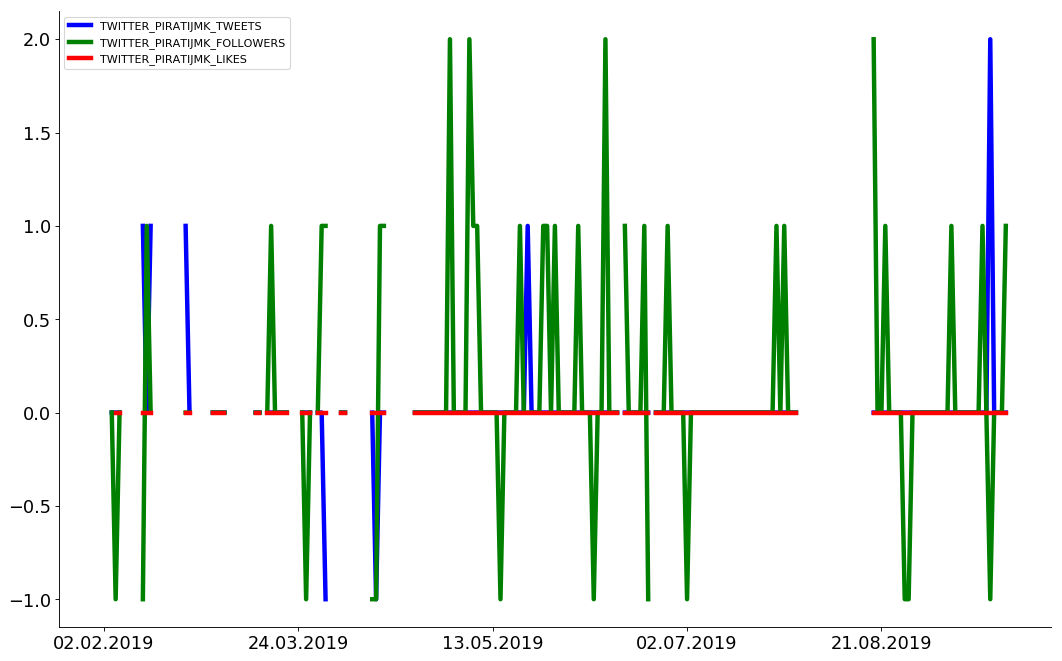 TWITTER_PIRATIJMK_TWEETS
TWITTER_PIRATIJMK_FOLLOWERS
TWITTER_PIRATIJMK_LIKES
2.0
1.5
1.0
0.5
0.0
−0.5
−1.0
02.02.2019 24.03.2019 13.05.2019 02.07.2019 21.08.2019